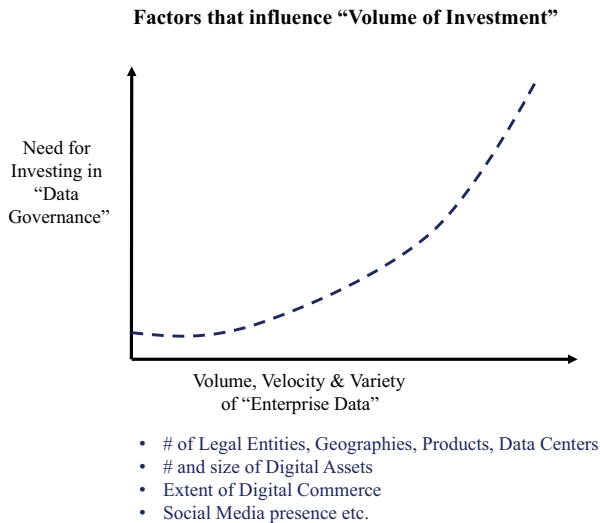 Factors that influence “Volume of Investment”
Need for
Investing in
“Data
Governance”
Volume, Velocity & Variety
of “Enterprise Data”
• # of Legal Entities, Geographies, Products, Data Centers
• # and size of Digital Assets
• Extent of Digital Commerce
• Social Media presence etc.